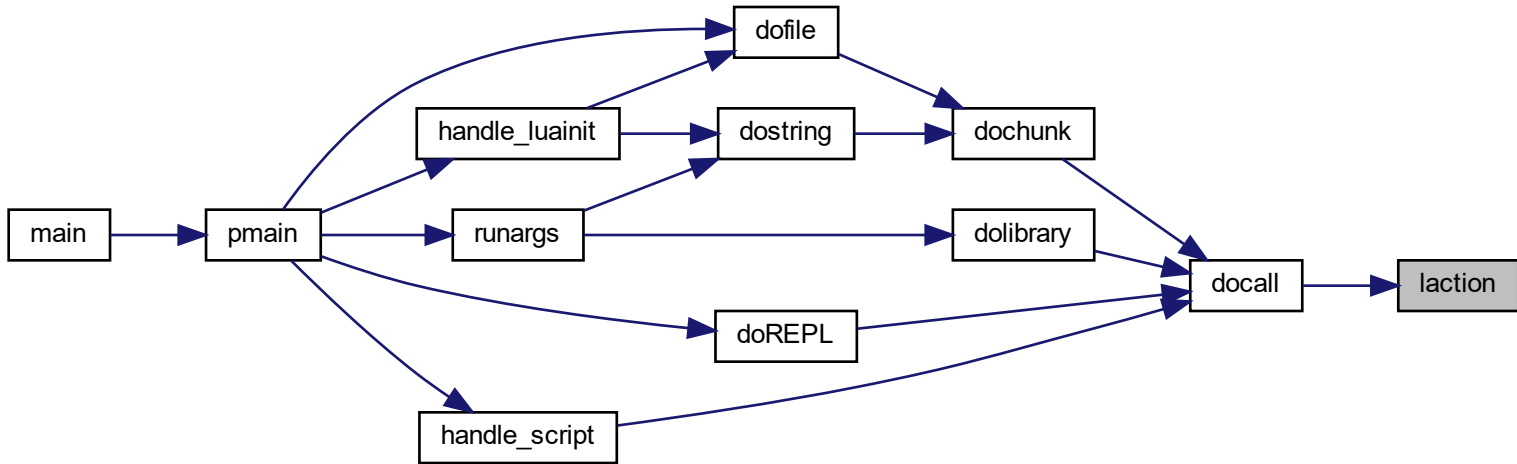 dofile
handle_luainit
dostring
dochunk
main
pmain
runargs
dolibrary
docall
laction
doREPL
handle_script